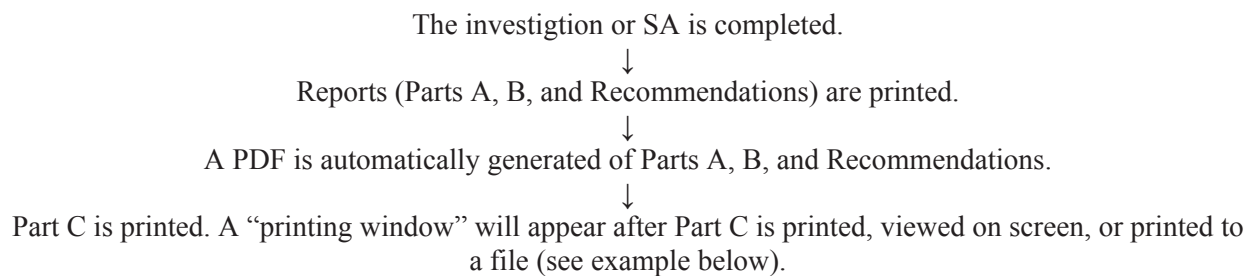 The investigtion or SA is completed.
↓
Reports (Parts A, B, and Recommendations) are printed.
↓
A PDF is automatically generated of Parts A, B, and Recommendations.
↓
Part C is printed. A “printing window” will appear after Part C is printed, viewed on screen, or printed to
a file (see example below).